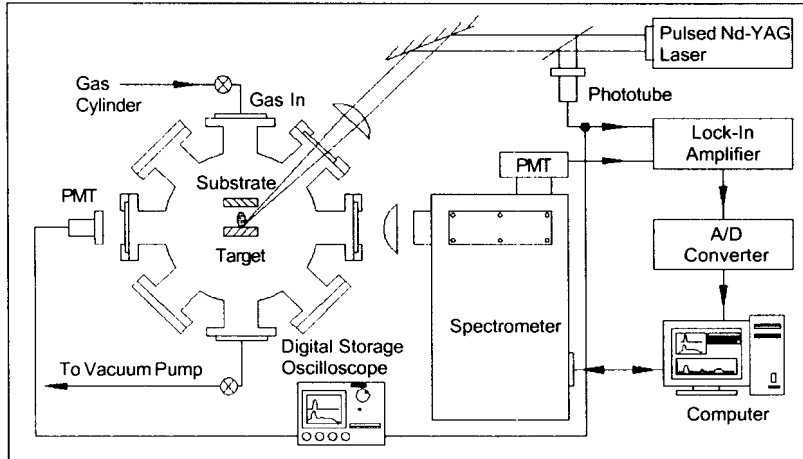 Pulsed Nd-YAG
Laser
Gas
Cylinder
Gas In
Phototube
Lock-In
Amplifier
PMT
Substrate
PMT
Target
A/D
Converter
Spectrometer
Digital Storage
Oscilloscope
To Vacuum Pump
Computer